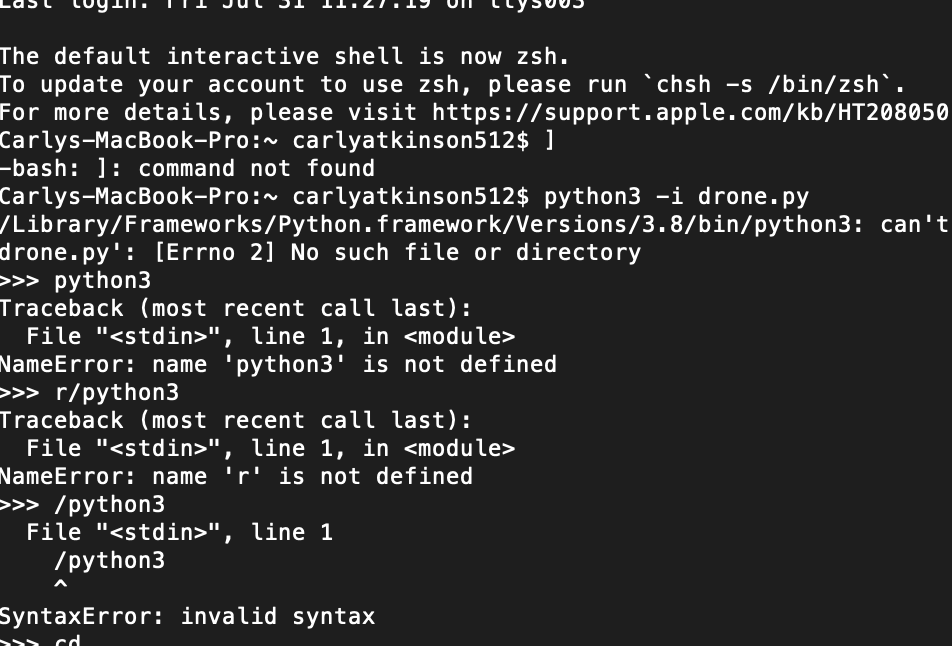 Last login: Fri Jul 31 11:27:19 on ttys003
The default interactive shell is now zsh.
To update your account to use zsh, please run `chsh -s /bin/zsh`.
For more details, please visit https://support.apple.com/kb/HT208050
Carlys-MacBook-Pro:~ carlyatkinson512$ ]
-bash: ]: command not found
Carlys-MacBook-Pro:~ carlyatkinson512$ python3 -i drone.py
/Library/Frameworks/Python.framework/Versions/3.8/bin/python3: can't
drone.py': [Errno 2] No such file or directory
>>> python3
Traceback (most recent call last):
  File "<stdin>", line 1, in <module>
NameError: name 'python3' is not defined
>>> r/python3
Traceback (most recent call last):
  File "<stdin>", line 1, in <module>
NameError: name 'r' is not defined
>>> /python3
  File "<stdin>", line 1
    /python3
    ^
SyntaxError: invalid syntax
>>> cd